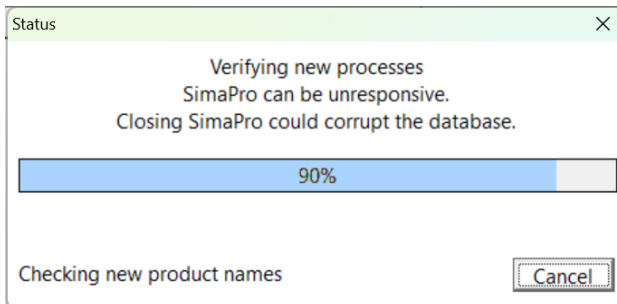 Status
Verifying new processes
SimaPro can be unresponsive.
Closing SimaPro could corrupt the database.
90%
Checking new product names
Cancel